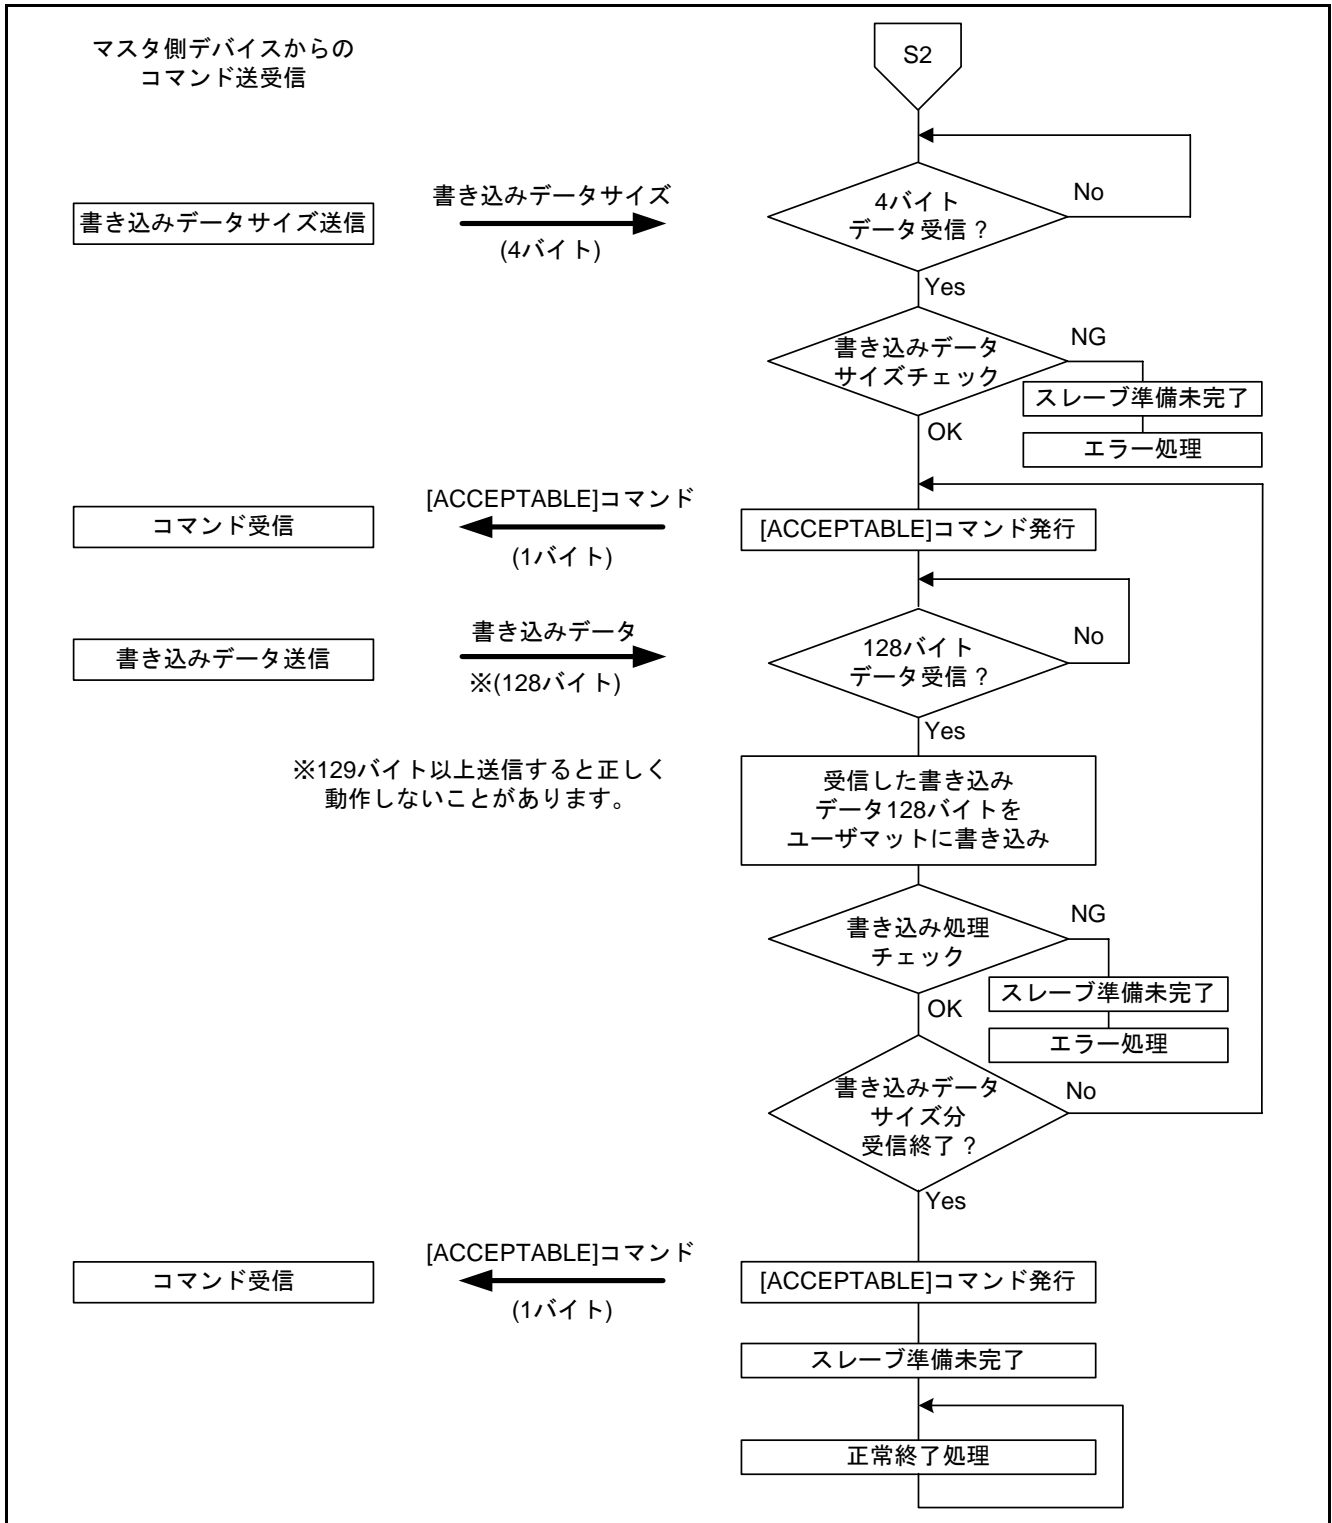 マスタ側デバイスからの
コマンド送受信
S2
書き込みデータサイズ送信
書き込みデータサイズ
(4バイト)
4バイト
データ受信？
No
Yes
書き込みデータ
サイズチェック
NG
スレーブ準備未完了
エラー処理
OK
コマンド受信
[ACCEPTABLE]コマンド
(1バイト)
[ACCEPTABLE]コマンド発行
書き込みデータ送信
書き込みデータ
※(128バイト)
128バイト
データ受信？
No
Yes
※129バイト以上送信すると正しく
動作しないことがあります。
受信した書き込み
データ128バイトを
ユーザマットに書き込み
書き込み処理
チェック
NG
スレーブ準備未完了
エラー処理
OK
書き込みデータ
サイズ分
受信終了？
No
Yes
コマンド受信
[ACCEPTABLE]コマンド
(1バイト)
[ACCEPTABLE]コマンド発行
スレーブ準備未完了
正常終了処理